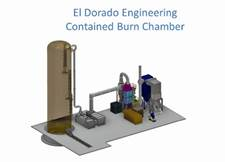 El Dorado Engineering
Contained Burn Chamber